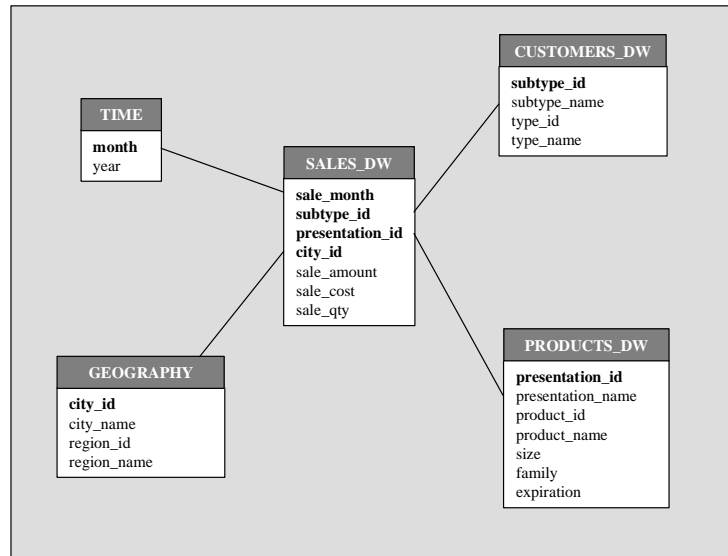 TIME
month
year
SALES_DW
sale_month
subtype_id
presentation_id
city_id
sale_amount
sale_cost
sale_qty
CUSTOMERS_DW
subtype_id
subtype_name
type_id
type_name
GEOGRAPHY
city_id
city_name
region_id
region_name
PRODUCTS_DW
presentation_id
presentation_name
product_id
product_name
size
family
expiration